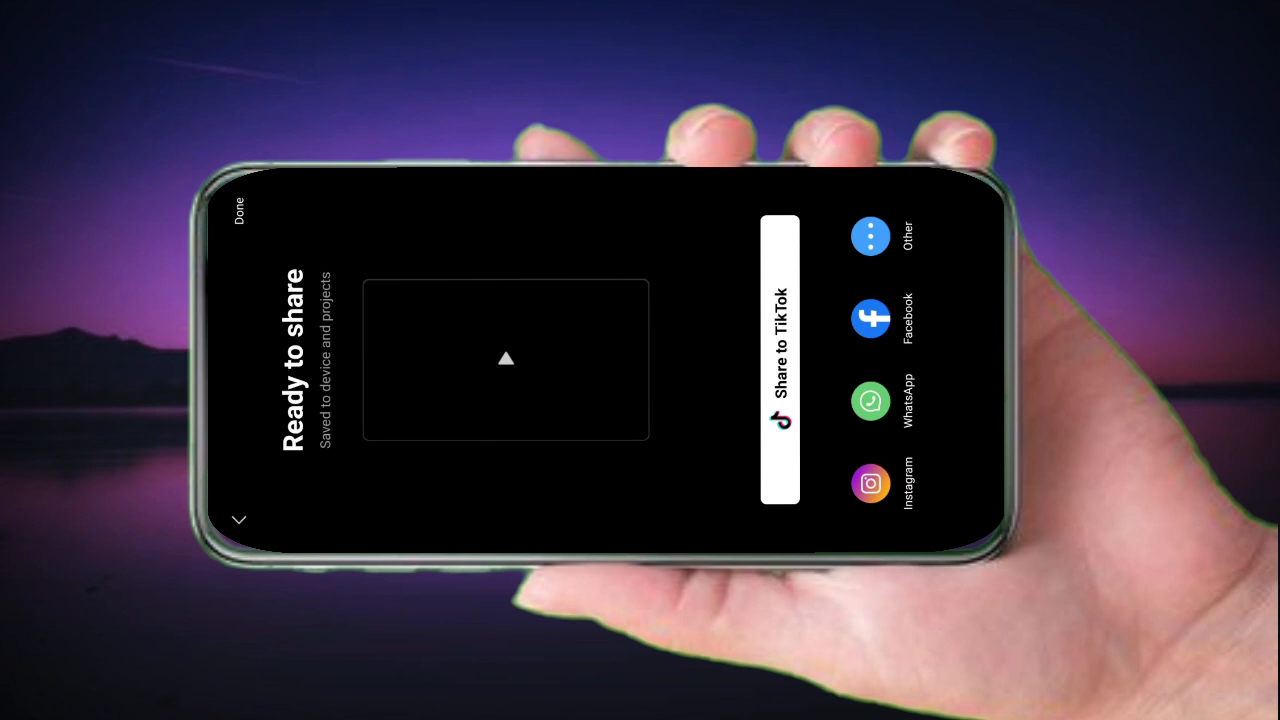 Done
Ready to share
Saved to device and projects
Share to TikTok
Instagram
WhatsApp
Facebook
Other